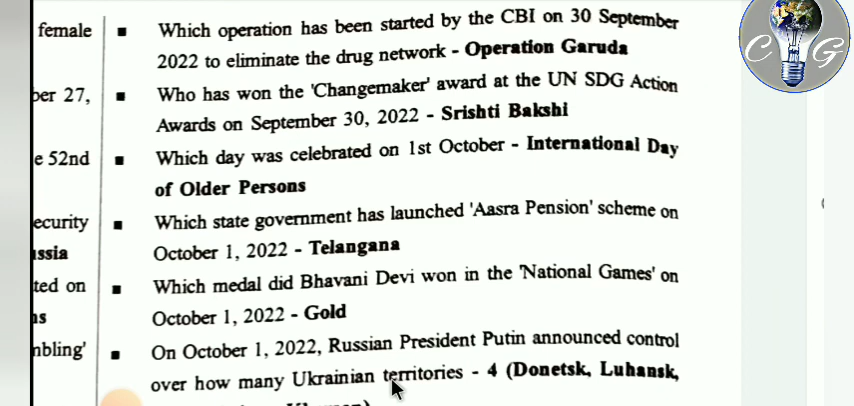 female
ber 27,
e 52nd
ecurity
ussia
ted on
ns
nbling'
▪ Which operation has been started by the CBI on 30 September
2022 to eliminate the drug network - Operation Garuda
▪ Who has won the 'Changemaker' award at the UN SDG Action
Awards on September 30, 2022 - Srishti Bakshi
▪ Which day was celebrated on 1st October - International Day
of Older Persons
▪ Which state government has launched 'Aasra Pension' scheme on
October 1, 2022 - Telangana
▪ Which medal did Bhavani Devi won in the 'National Games' on
October 1, 2022 - Gold
▪ On October 1, 2022, Russian President Putin announced control
over how many Ukrainian territories - 4 (Donetsk, Luhansk,
C G